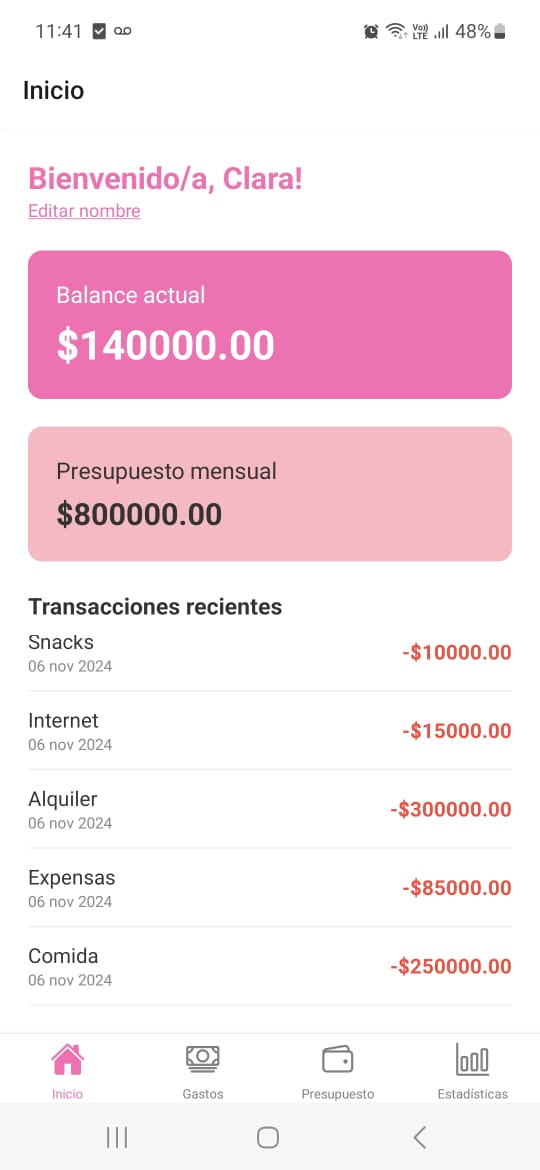 11:41
Vo))
LTE
48%
Inicio
Bienvenido/a, Clara!
Editar nombre
Balance actual
$140000.00
Presupuesto mensual
$800000.00
Transacciones recientes
Snacks
06 nov 2024
-$10000.00
Internet
06 nov 2024
-$15000.00
Alquiler
06 nov 2024
-$300000.00
Expensas
06 nov 2024
-$85000.00
Comida
06 nov 2024
-$250000.00
Inicio
Gastos
Presupuesto
Estadísticas